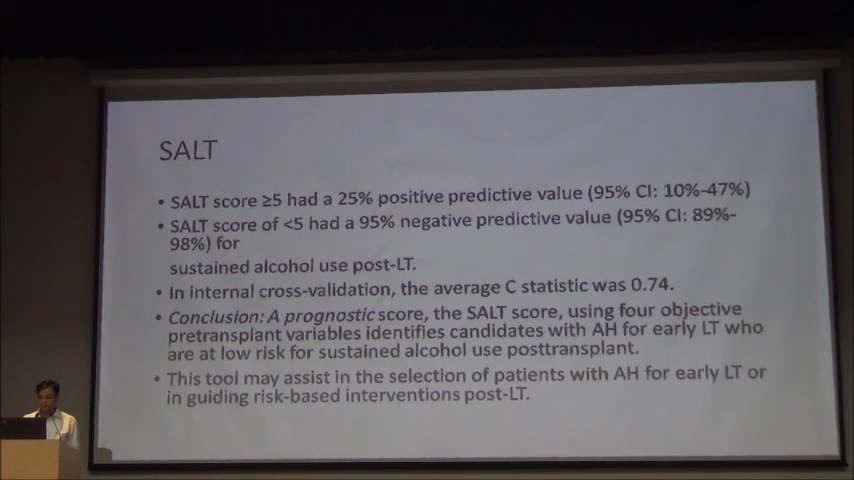 SALT
• SALT score ≥5 had a 25% positive predictive value (95% CI: 10%-47%)
• SALT score of <5 had a 95% negative predictive value (95% CI: 89%-
98%) for
sustained alcohol use post-LT.
• In internal cross-validation, the average C statistic was 0.74.
• Conclusion: A prognostic score, the SALT score, using four objective
pretransplant variables identifies candidates with AH for early LT who
are at low risk for sustained alcohol use posttransplant.
• This tool may assist in the selection of patients with AH for early LT or
in guiding risk-based interventions post-LT.